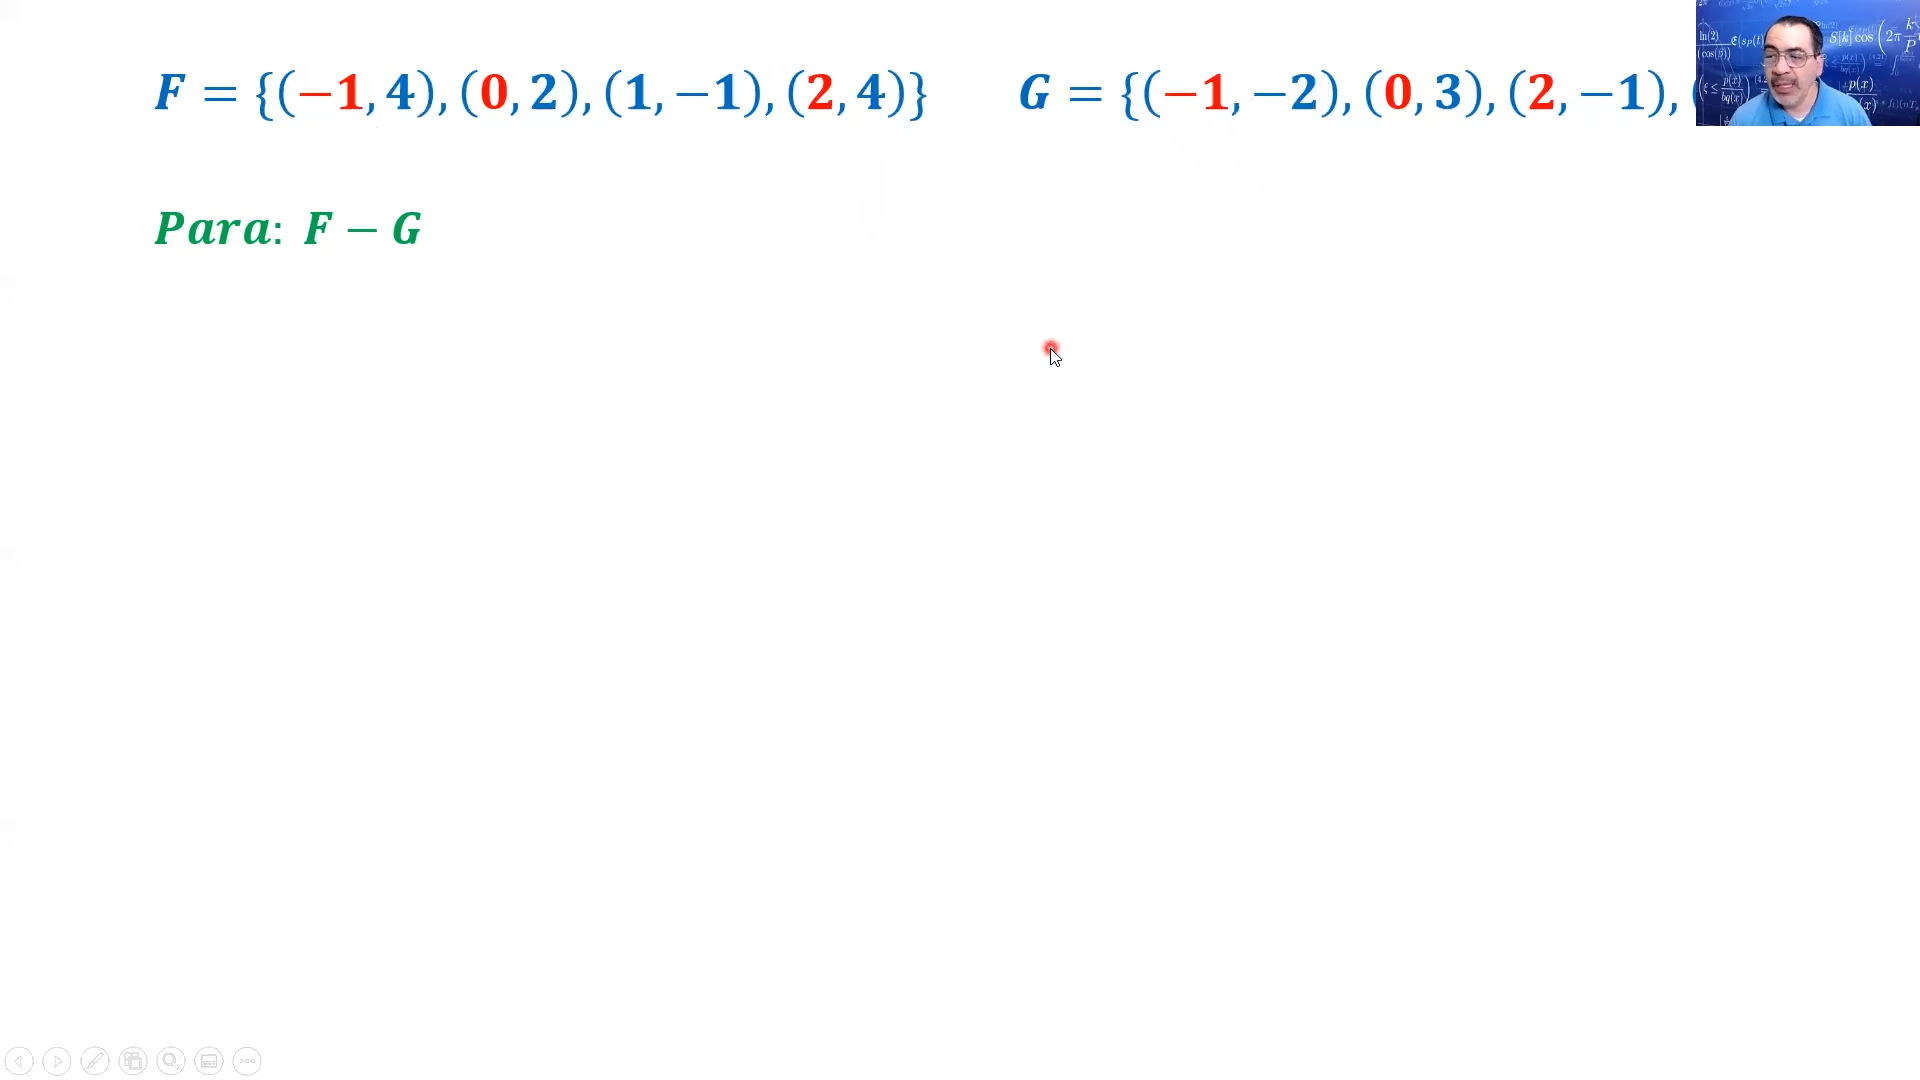 F = {(−1, 4), (0, 2), (1, −1), (2, 4)} G = {(−1, −2), (0, 3), (2, −1), (
Para: F − G